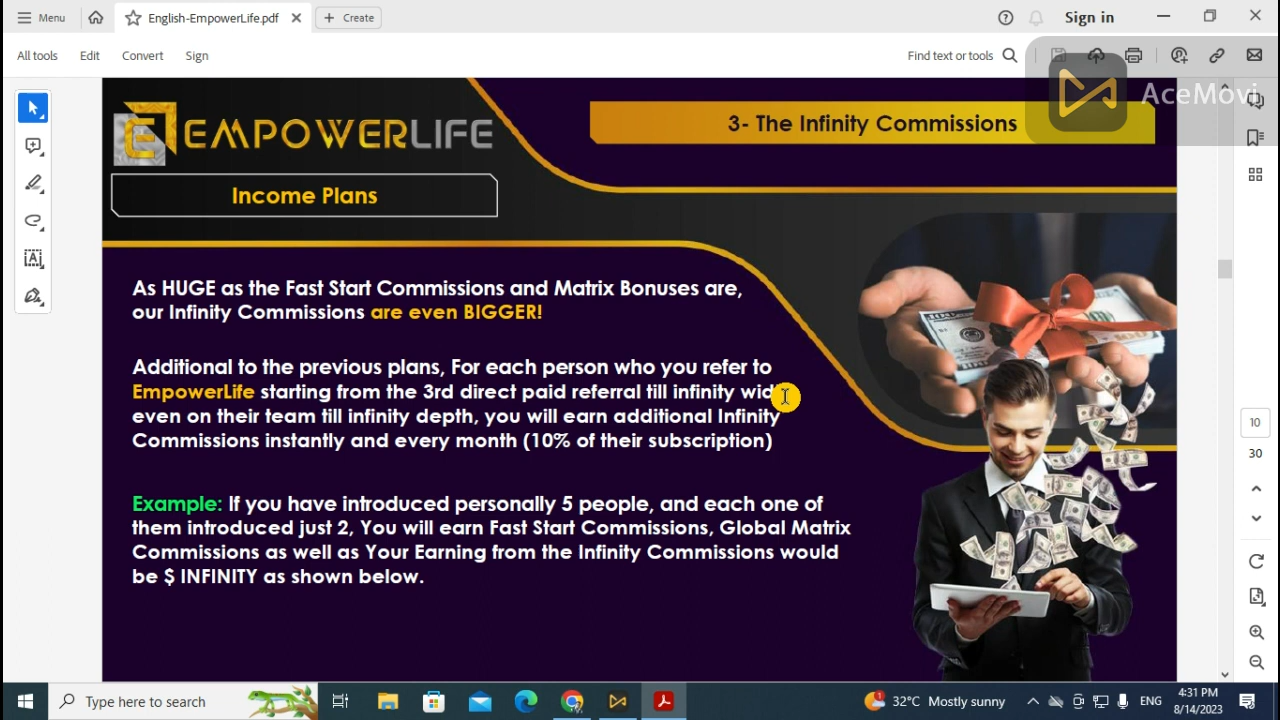 Menu
English-EmpowerLife.pdf
Create
Sign in
All tools
Edit
Convert
Sign
Find text or tools
AceMovi
EMPOWERLIFE
3- The Infinity Commissions
Income Plans
As HUGE as the Fast Start Commissions and Matrix Bonuses are,
our Infinity Commissions are even BIGGER!
Additional to the previous plans, For each person who you refer to
EmpowerLife starting from the 3rd direct paid referral till infinity
even on their team till infinity depth, you will earn additional Infinity
Commissions instantly and every month (10% of their subscription)
Example: If you have introduced personally 5 people, and each one of
them introduced just 2, You will earn Fast Start Commissions, Global Matrix
Commissions as well as Your Earning from the Infinity Commissions would
be $ INFINITY as shown below.
10
30
Type here to search
1
32°C Mostly sunny
ENG
4:31 PM
8/14/2023